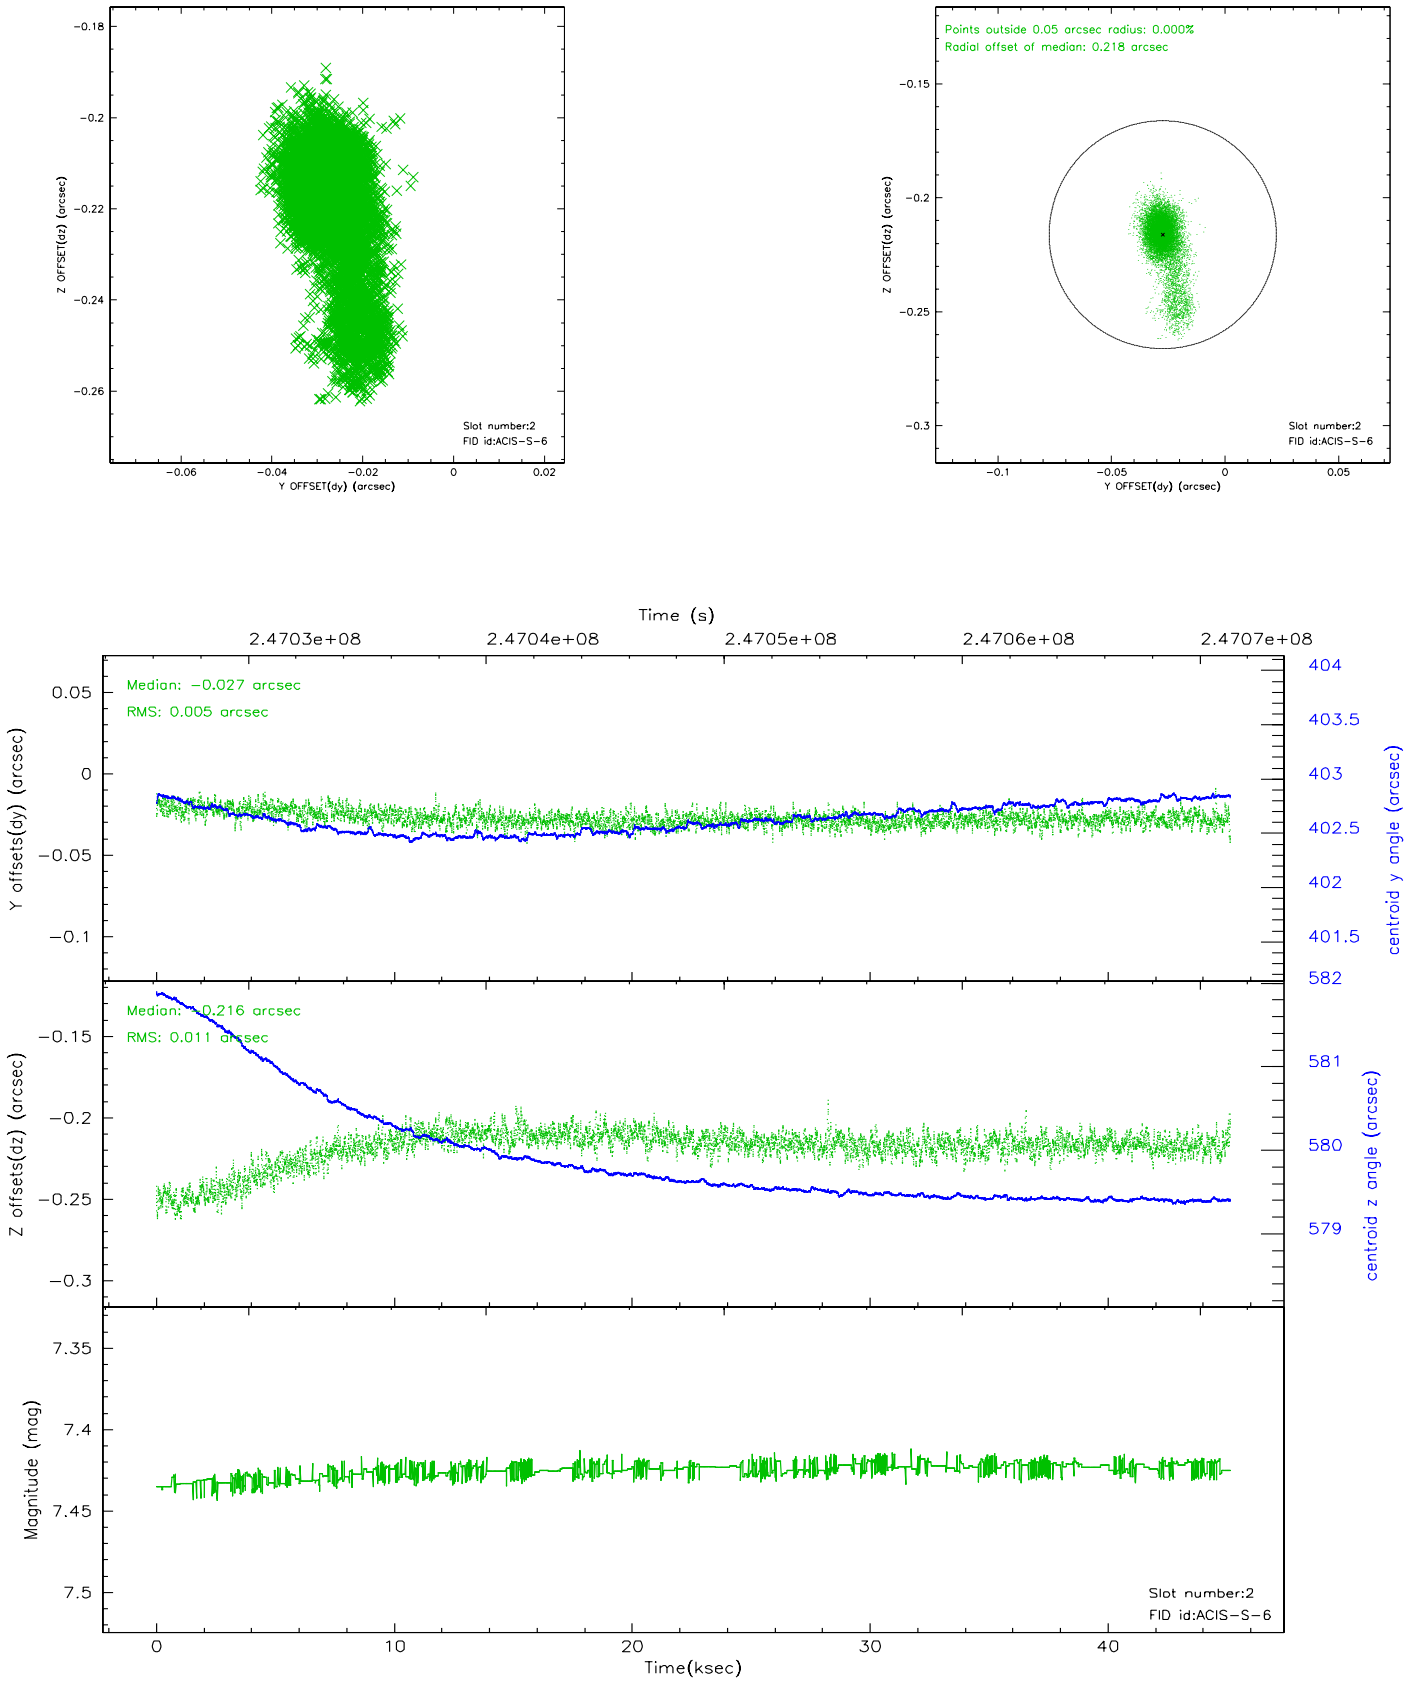 -0.18
-0.2
-0.22
-0.24
-0.26
Z OFFSET(dz) (arcsec)
Slot number:2
FID id:ACIS-S-6
-0.06 -0.04 -0.02 0 0.02
Y OFFSET(dy) (arcsec)
Points outside 0.05 arcsec radius: 0.000%
Radial offset of median: 0.218 arcsec
-0.15
-0.2
-0.25
-0.3
Z OFFSET(dz) (arcsec)
Slot number:2
FID id:ACIS-S-6
-0.1 -0.05 0 0.05
Y OFFSET(dy) (arcsec)
Time (s)
2.4703e+08 2.4704e+08 2.4705e+08 2.4706e+08 2.4707e+08
Median: -0.027 arcsec
RMS: 0.005 arcsec
0.05
0
-0.05
-0.1
Y offsets(dy) (arcsec)
404
403.5
403
402.5
402
401.5
centroid y angle (arcsec)
Median: -0.216 arcsec
RMS: 0.011 arcsec
-0.15
-0.2
-0.25
-0.3
Z offsets(dz) (arcsec)
582
581
580
579
centroid z angle (arcsec)
7.35
7.4
7.45
7.5
Magnitude (mag)
Slot number:2
FID id:ACIS-S-6
0 10 20 30 40
Time(ksec)